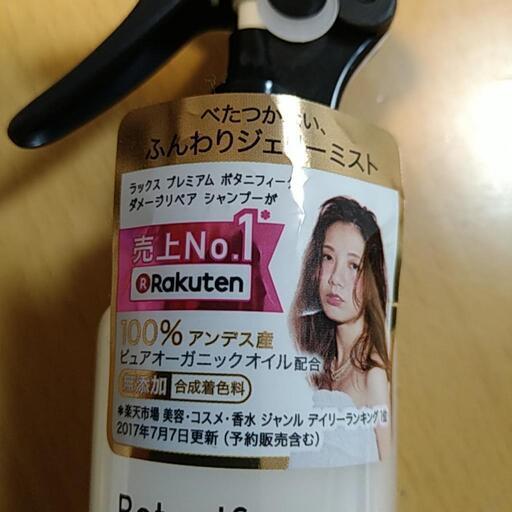 べたつかない、
ふんわりジェリーミスト
ラックス プレミアム ボタニフィーク
ダメージリペア シャンプーが
売上No.1*
Rakuten
100% アンデス産
ピュアオーガニックオイル配合
無添加 合成着色料
*楽天市場 美容・コスメ・香水 ジャンル デイリーランキング 1位
2017年7月7日更新 (予約販売含む)